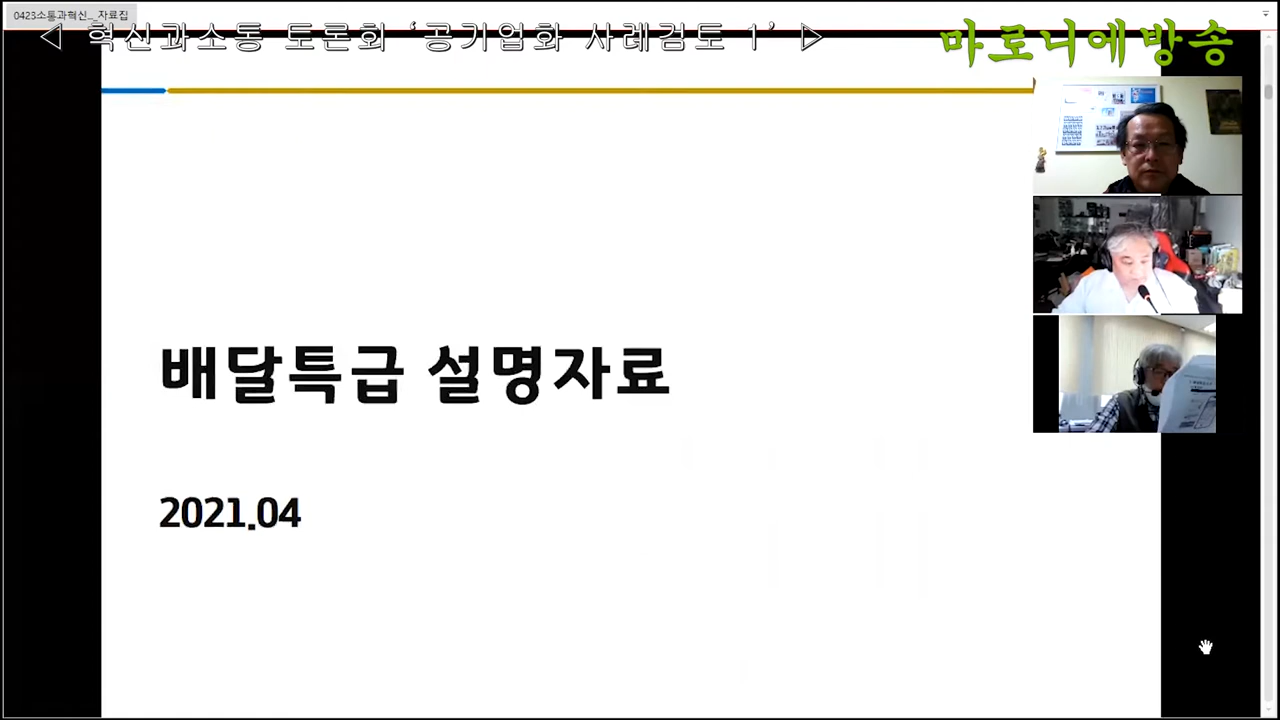 0423소통과혁신_자료집
◁ 혁신과소통 토론회 ‘공기업화 사례검토 1’ ▷
마로니에방송
배달특급 설명자료
2021.04